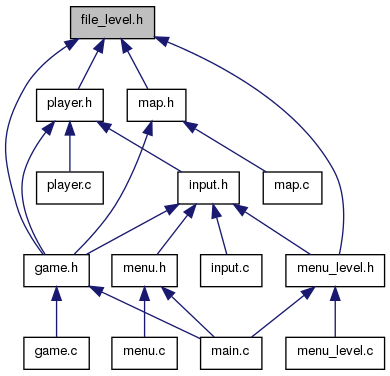 file_level.h
player.h
map.h
player.c
input.h
map.c
game.h
menu.h
input.c
menu_level.h
game.c
menu.c
main.c
menu_level.c